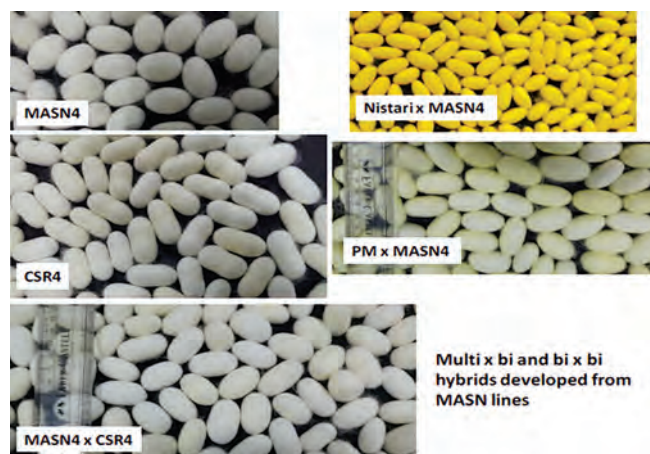 MASN4
Nistari x MASN4
CSR4
PM x MASN4
MASN4 x CSR4
Multi x bi and bi x bi
hybrids developed from
MASN lines